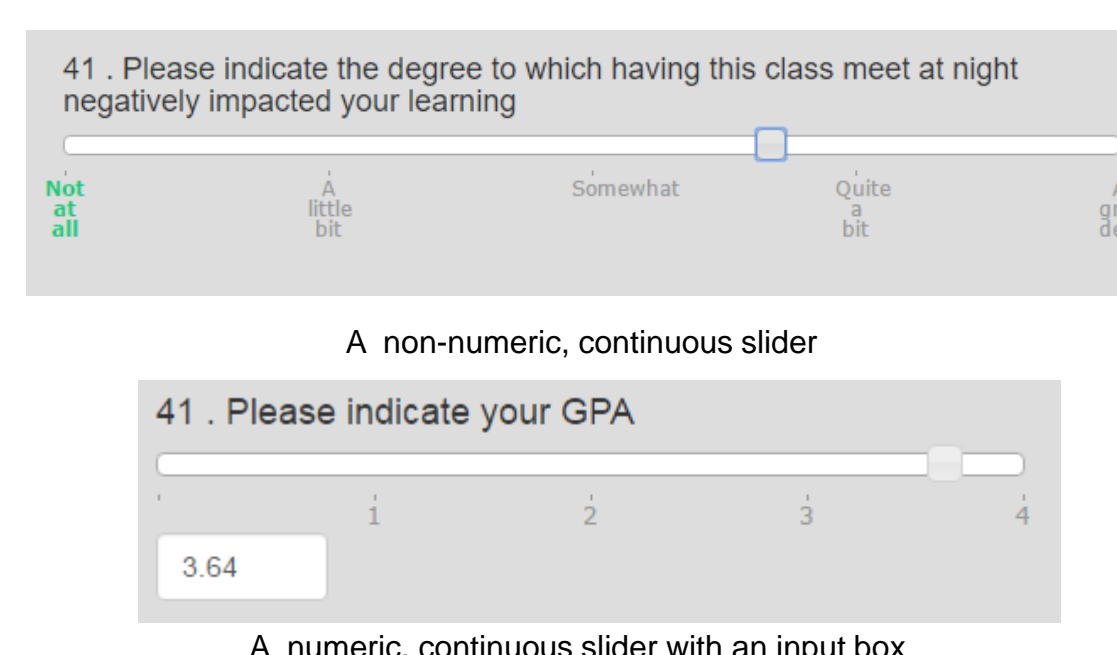 41 . Please indicate the degree to which having this class meet at night
negatively impacted your learning
Not at all
A little bit
Somewhat
Quite a bit
A non-numeric, continuous slider
41 . Please indicate your GPA
1 2 3 4
3.64
A numeric, continuous slider with an input box